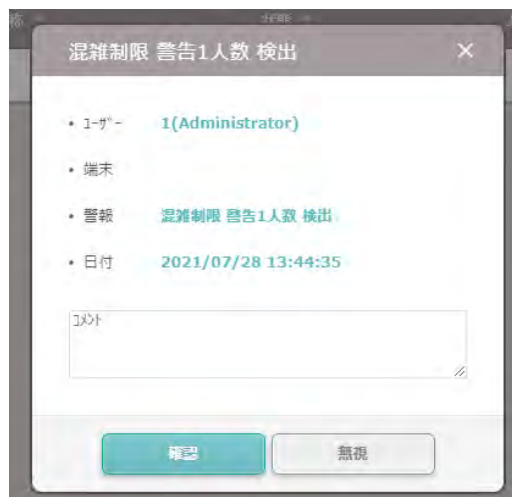 混雑制限 警告1人数 検出
• ﾕｰｻﾞｰ 1(Administrator)
• 端末
• 警報 混雑制限 警告1人数 検出
• 日付 2021/07/28 13:44:35
ｺﾒﾝﾄ
確認 無視